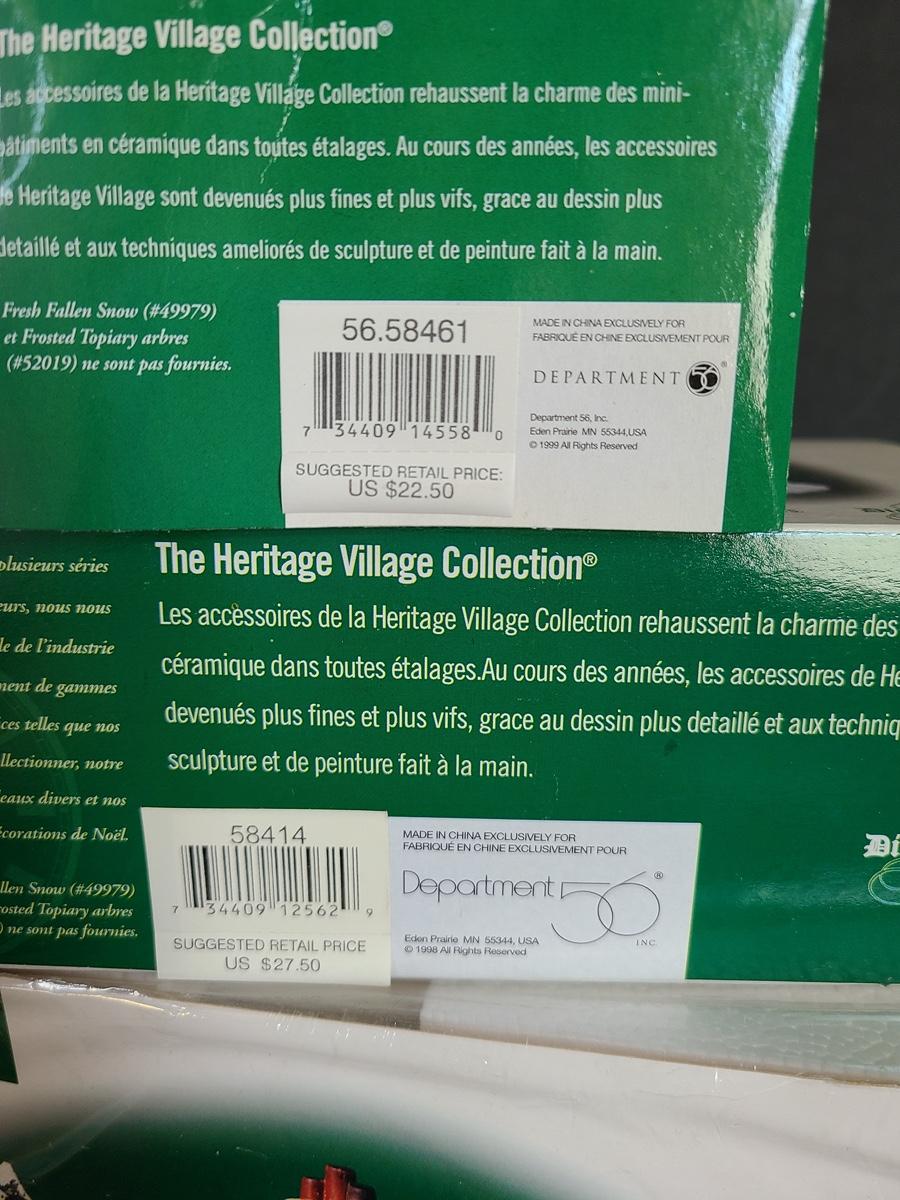 The Heritage Village Collection®
Les accessoires de la Heritage Village Collection rehaussent la charme des mini-
bâtiments en céramique dans toutes étalages. Au cours des années, les accessoires
de Heritage Village sont devenués plus fines et plus vifs, grace au dessin plus
detaillé et aux techniques ameliorés de sculpture et de peinture fait à la main.
Fresh Fallen Snow (#49979)
et Frosted Topiary arbres
(#52019) ne sont pas fournies.
56.58461
7 34409 14558 0
SUGGESTED RETAIL PRICE:
US $22.50
MADE IN CHINA EXCLUSIVELY FOR
FABRIQUÉ EN CHINE EXCLUSIVEMENT POUR
DEPARTMENT 56®
Department 56, Inc.
Eden Prairie MN 55344,USA
© 1999 All Rights Reserved
plusieurs séries
eurs, nous nous
le de l'industrie
ment de gammes
ces telles que nos
llectionner, notre
eaux divers et nos
écorations de Noël.
llen Snow (#49979)
rosted Topiary arbres
) ne sont pas fournies.
The Heritage Village Collection®
Les accèssoires de la Heritage Village Collection rehaussent la charme des
céramique dans toutes étalages.Au cours des années, les accessoires de He
devenués plus fines et plus vifs, grace au dessin plus detaillé et aux techniq
sculpture et de peinture fait à la main.
58414
7 34409 12562 9
SUGGESTED RETAIL PRICE
US $27.50
MADE IN CHINA EXCLUSIVELY FOR
FABRIQUÉ EN CHINE EXCLUSIVEMENT POUR
Department 56®
INC.
Eden Prairie MN 55344, USA
© 1998 All Rights Reserved
Di